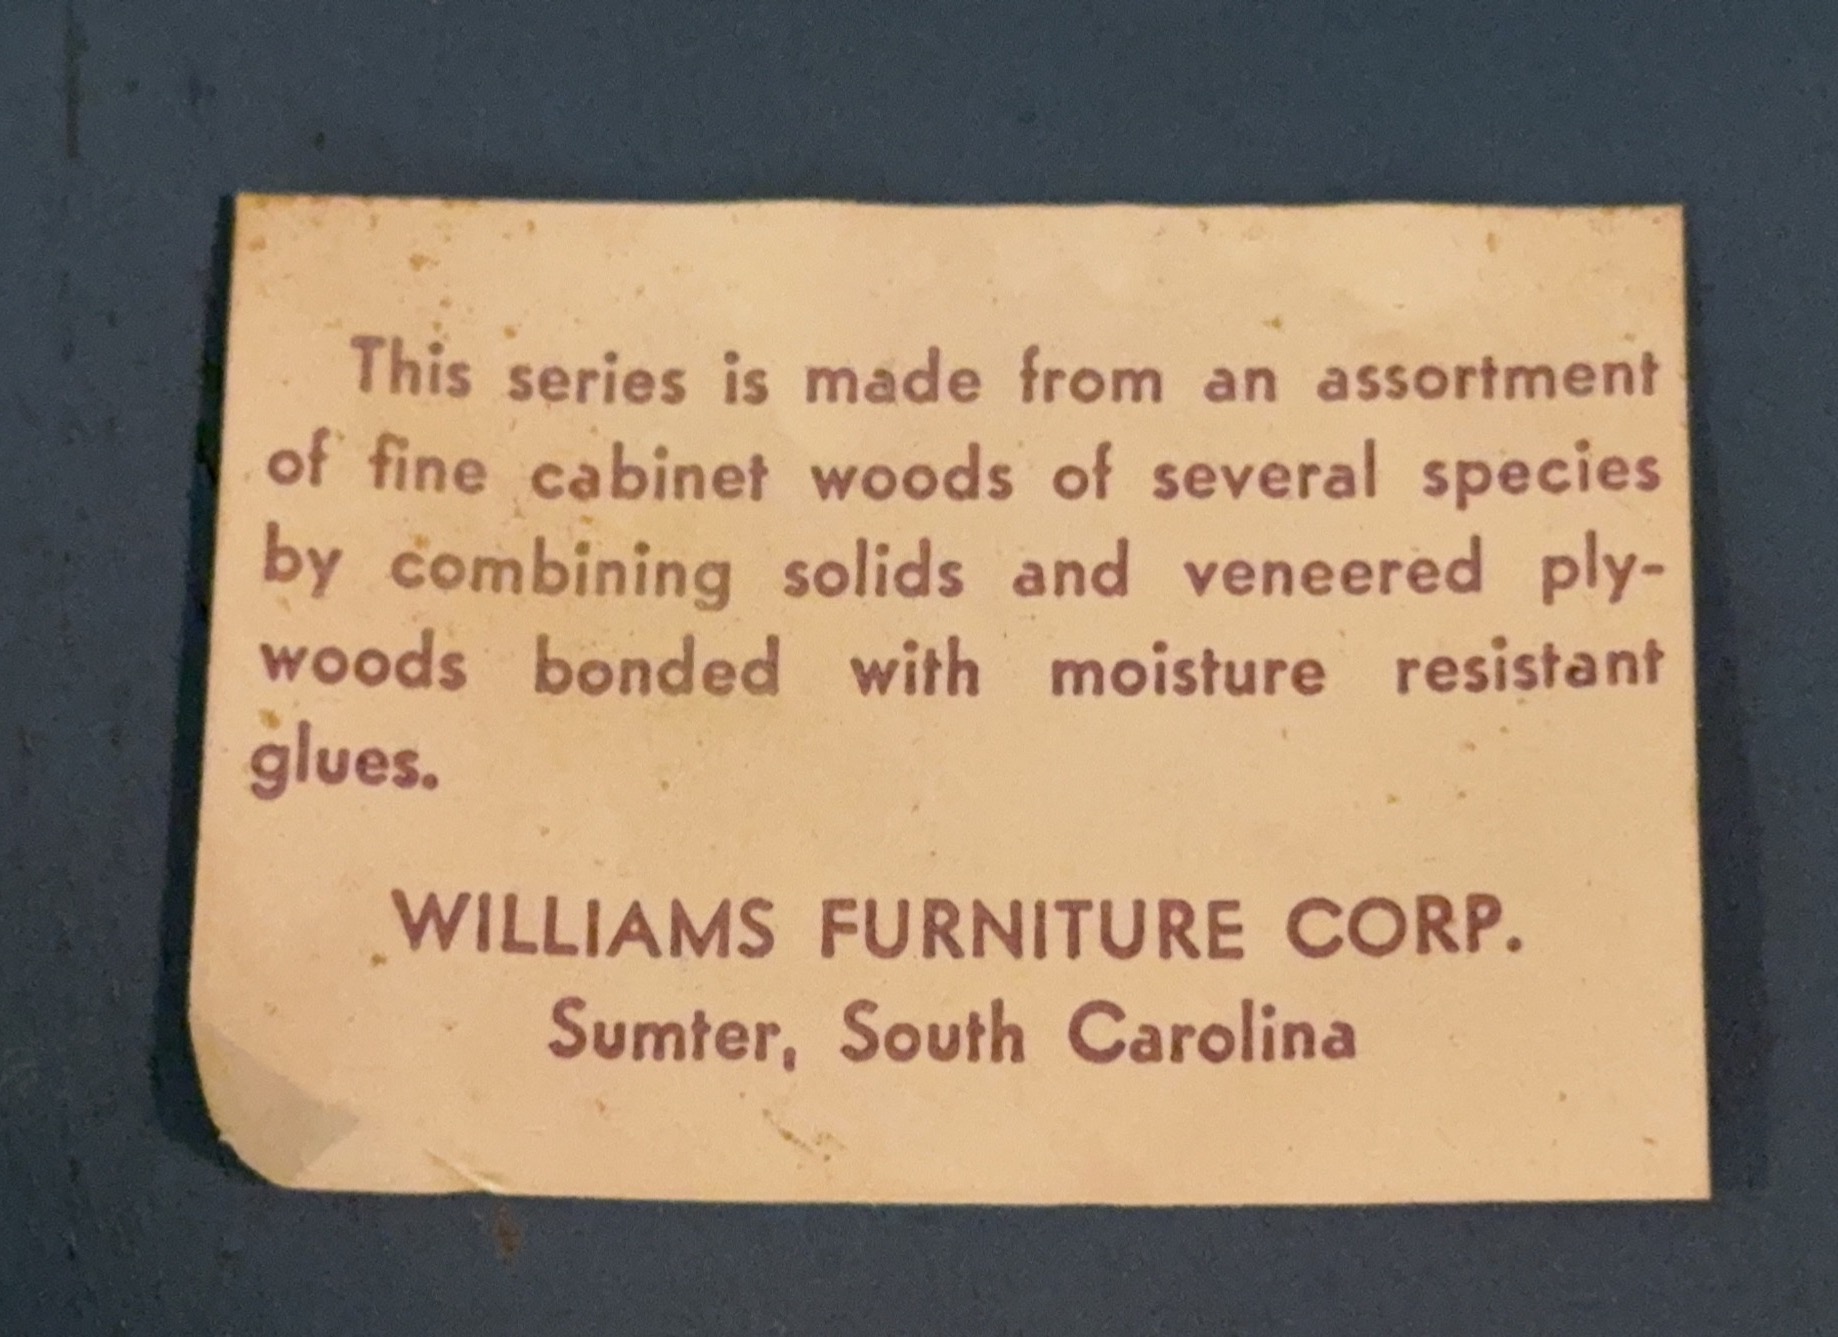 This series is made from an assortment
of fine cabinet woods of several species
by combining solids and veneered ply-
woods bonded with moisture resistant
glues.
WILLIAMS FURNITURE CORP.
Sumter, South Carolina